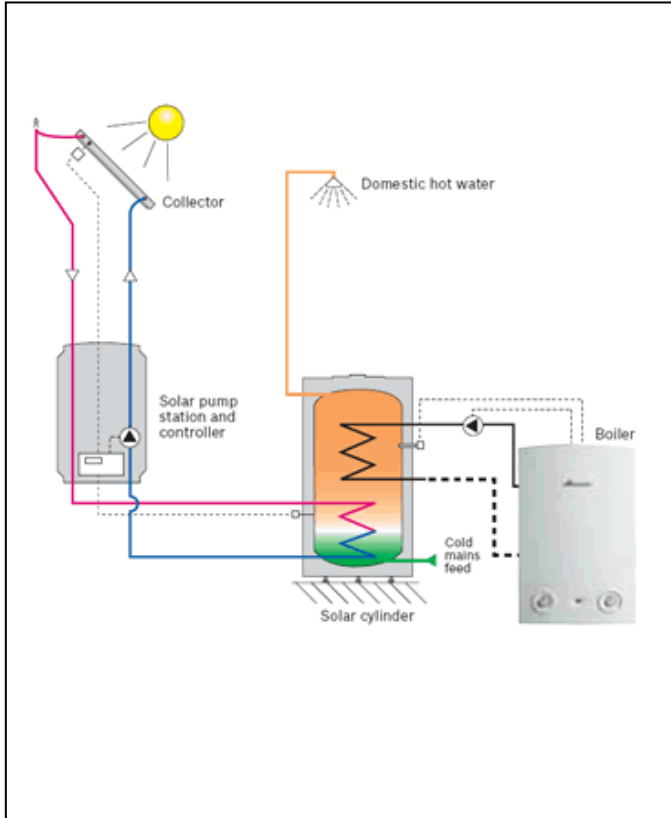 Collector
Domestic hot water
Solar pump
station and
controller
Boiler
Cold
mains
feed
Solar cylinder